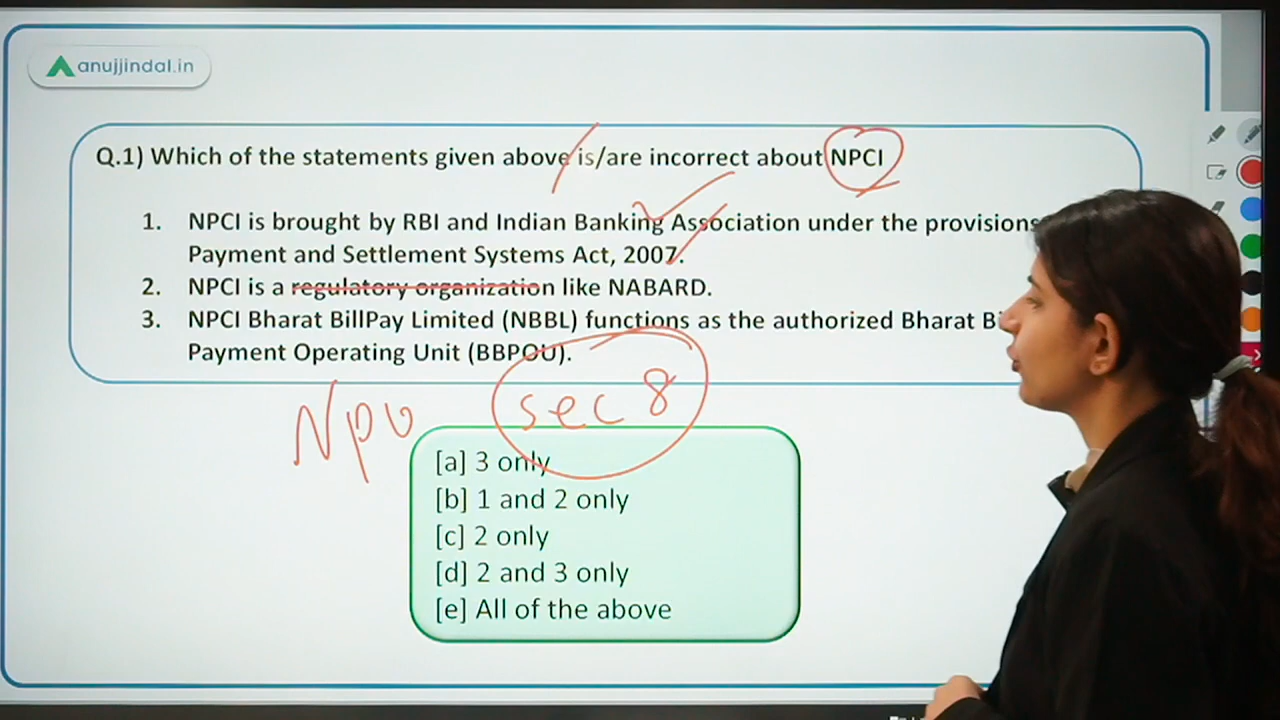 anujjindal.in
Q.1) Which of the statements given above is/are incorrect about NPCI
1. NPCI is brought by RBI and Indian Banking Association under the provisions
Payment and Settlement Systems Act, 2007.
2. NPCI is a regulatory organization like NABARD.
3. NPCI Bharat BillPay Limited (NBBL) functions as the authorized Bharat
Payment Operating Unit (BBPOU).
NPO sec 8
[a] 3 only
[b] 1 and 2 only
[c] 2 only
[d] 2 and 3 only
[e] All of the above